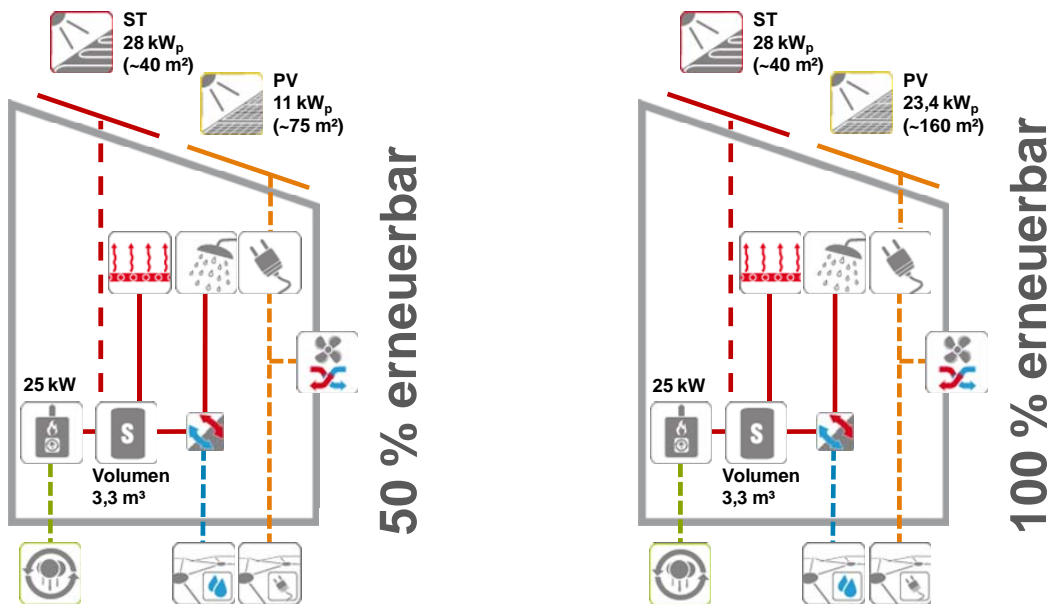 ST
28 kWp
(~40 m²)
PV
11 kWp
(~75 m²)
25 kW
S
Volumen
3,3 m³
50 % erneuerbar
ST
28 kWp
(~40 m²)
PV
23,4 kWp
(~160 m²)
25 kW
S
Volumen
3,3 m³
100 % erneuerbar